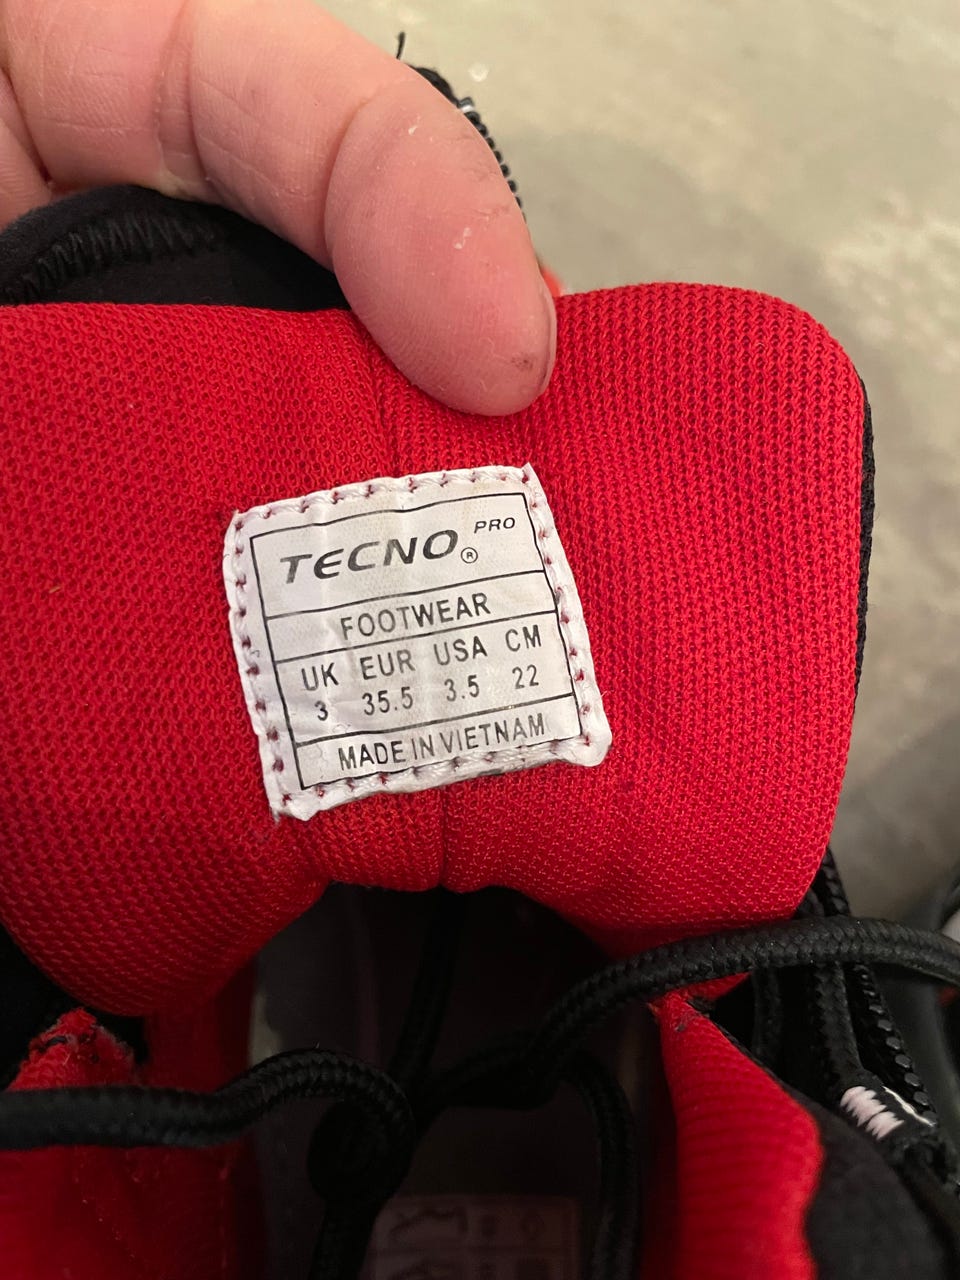 TECNO PRO ®
FOOTWEAR
UK EUR USA CM
3 35.5 3.5 22
MADE IN VIETNAM